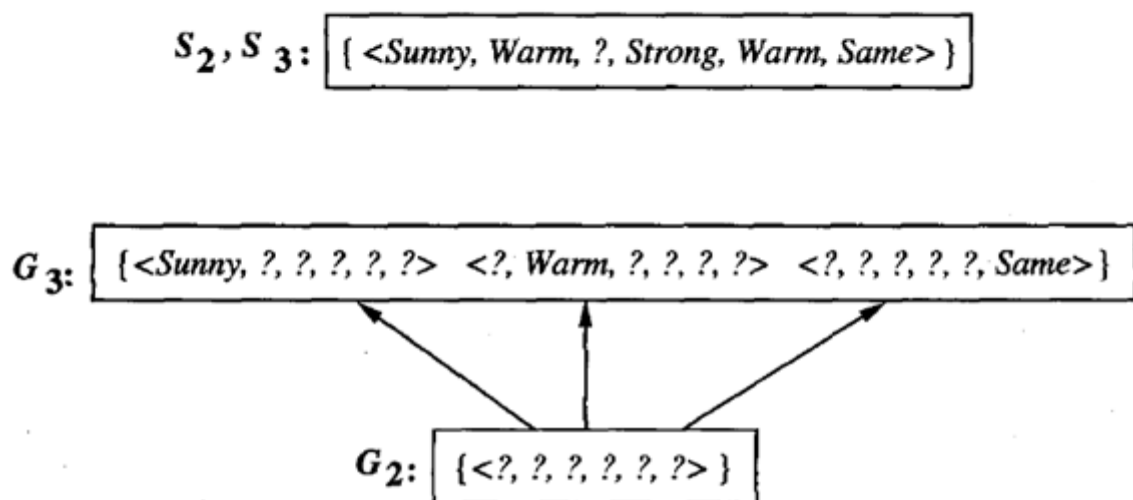 S2, S3: { <Sunny, Warm, ?, Strong, Warm, Same> }
G3: {<Sunny, ?, ?, ?, ?, ?> <?, Warm, ?, ?, ?, ?> <?, ?, ?, ?, ?, Same>}
G2: {<?, ?, ?, ?, ?, ?> }